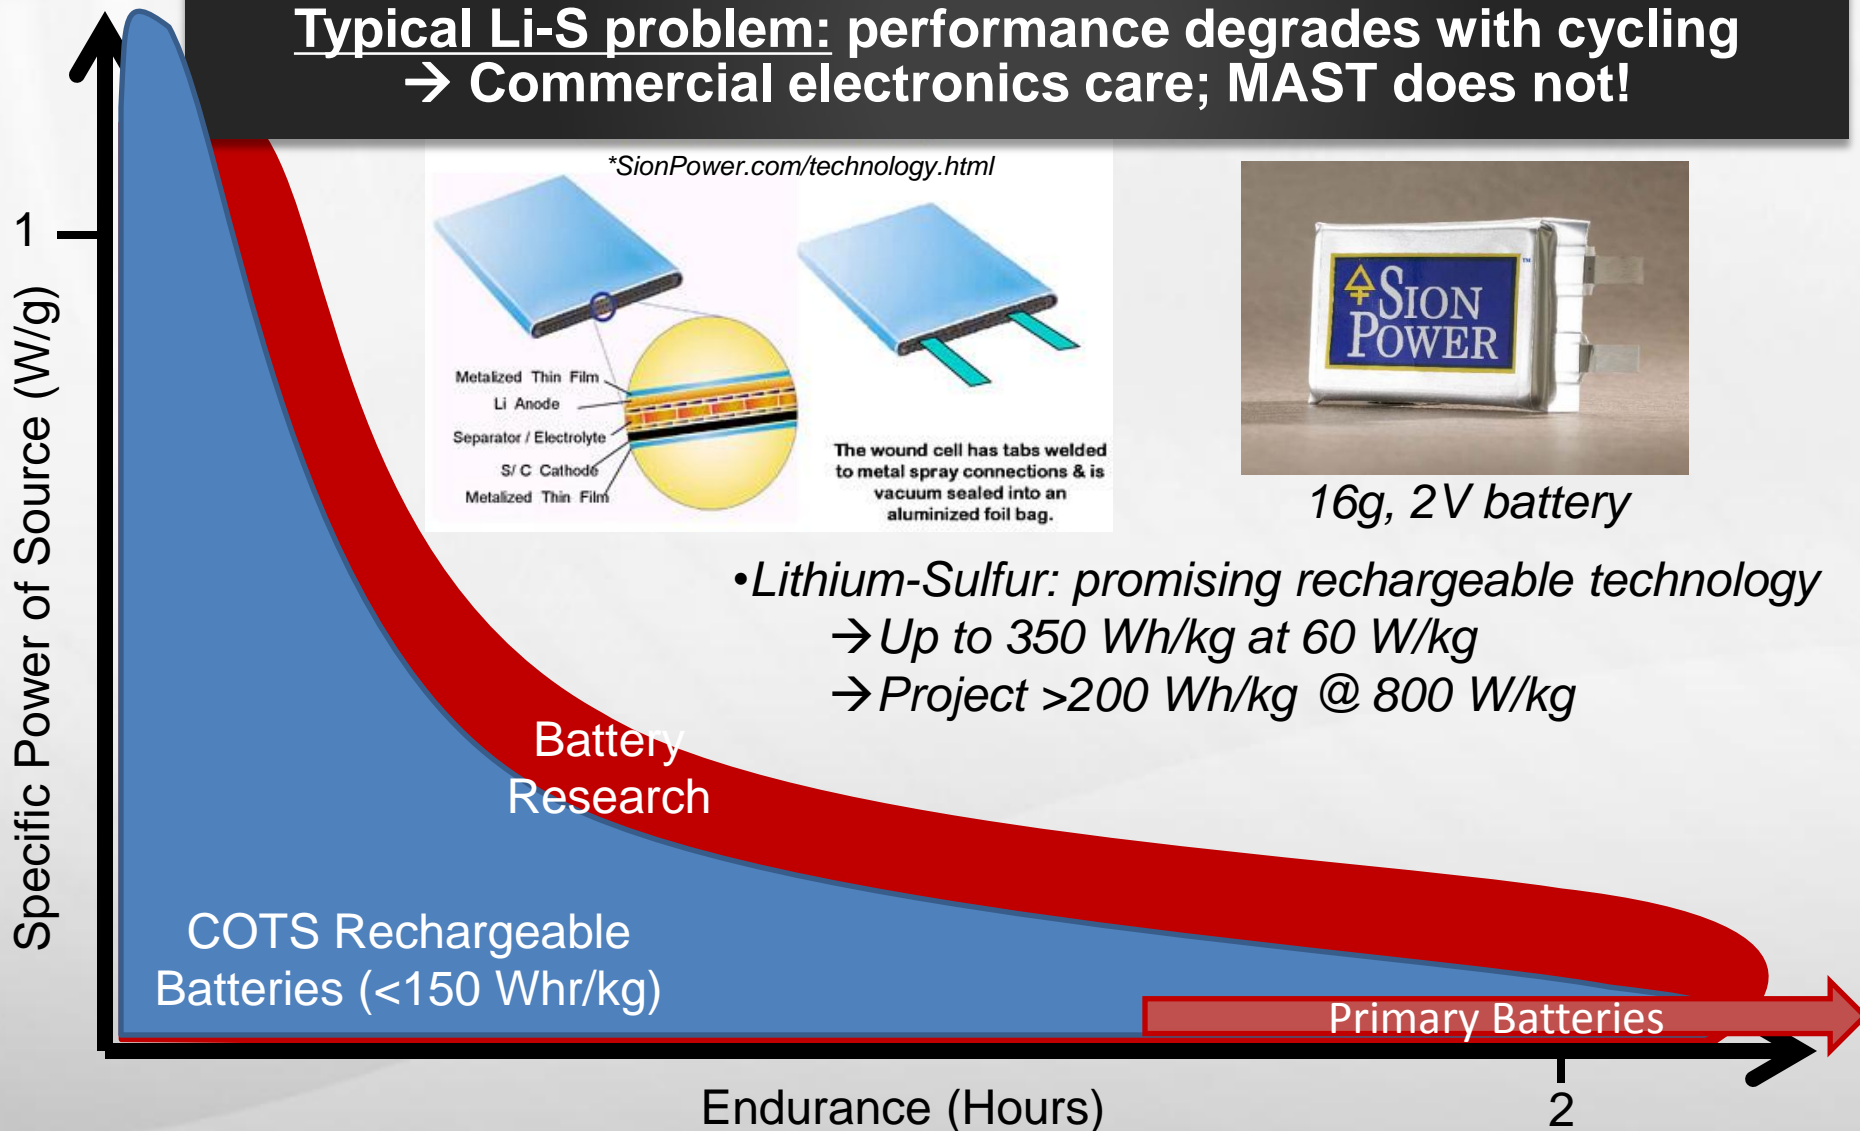 Typical Li-S problem: performance degrades with cycling
→ Commercial electronics care; MAST does not!
*SionPower.com/technology.html
Metalized Thin Film
Li Anode
Separator / Electrolyte
S/ C Cathode
Metalized Thin Film
The wound cell has tabs welded
to metal spray connections & is
vacuum sealed into an
aluminized foil bag.
SION
POWER
™
16g, 2V battery
•Lithium-Sulfur: promising rechargeable technology
→Up to 350 Wh/kg at 60 W/kg
→Project >200 Wh/kg @ 800 W/kg
Specific Power of Source (W/g)
1
Battery
Research
COTS Rechargeable
Batteries (<150 Whr/kg)
Primary Batteries
Endurance (Hours)
2